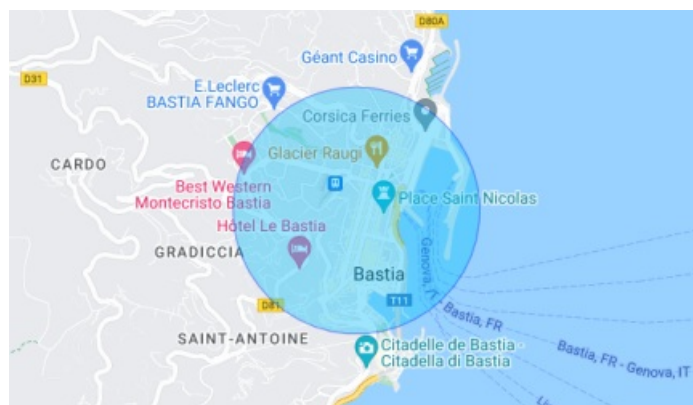 D80A
Géant Casino
D31
E.Leclerc
BASTIA FANGO
Corsica Ferries
Glacier Raugi
CARDO
Best Western
Montecristo Bastia
Place Saint Nicolas
Hôtel Le Bastia
GRADICCIA
Bastia
Genova, IT - Bastia, FR
D81
T11
SAINT-ANTOINE
Citadelle de Bastia -
Citadella di Bastia
Bastia, FR - Genova, IT